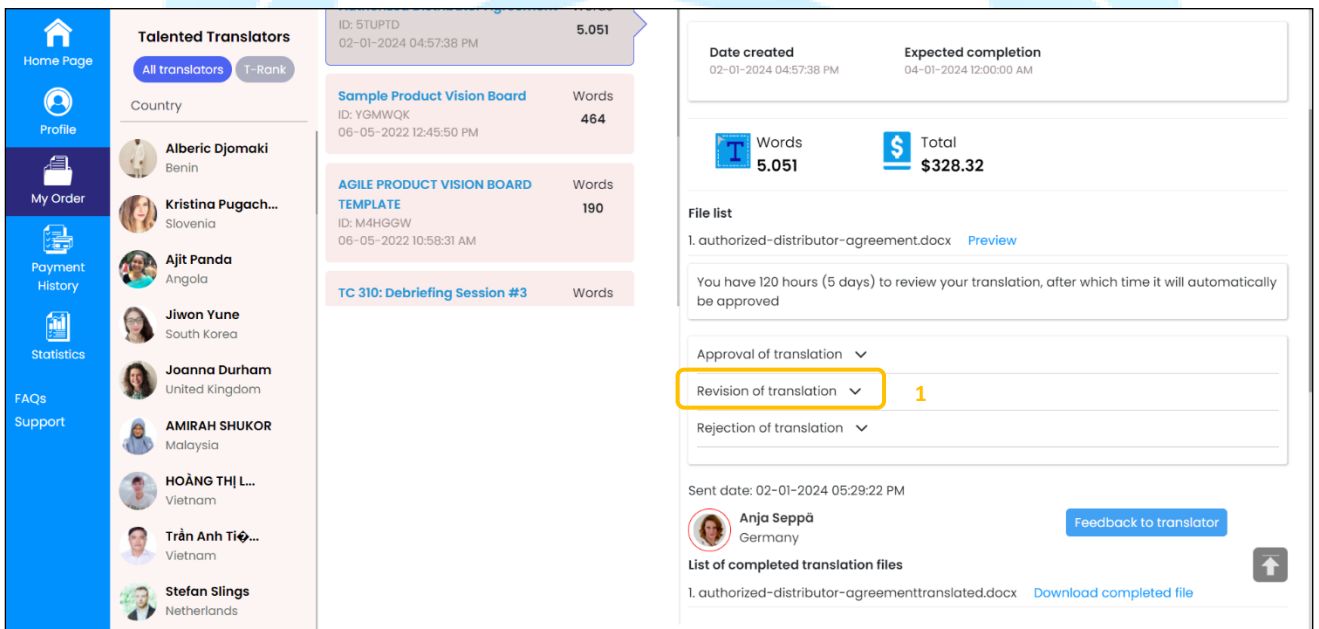 Home Page
Profile
My Order
Payment
History
Statistics
FAQs
Support
Talented Translators
All translators
T-Rank
Country
Alberic Djomaki
Benin
Kristina Pugach...
Slovenia
Ajit Panda
Angola
Jiwon Yune
South Korea
Joanna Durham
United Kingdom
AMIRAH SHUKOR
Malaysia
HOÀNG THỊ L...
Vietnam
Trần Anh Ti�...
Vietnam
Stefan Slings
Netherlands
Authorised Distributor Agreement Words
ID: 5TUPTD
5.051
02-01-2024 04:57:38 PM
Sample Product Vision Board Words
ID: YGMWQK
464
06-05-2022 12:45:50 PM
AGILE PRODUCT VISION BOARD Words
TEMPLATE
190
ID: M4HGGW
06-05-2022 10:58:31 AM
TC 310: Debriefing Session #3 Words
Date created Expected completion
02-01-2024 04:57:38 PM 04-01-2024 12:00:00 AM
Words Total
5.051 $328.32
File list
1. authorized-distributor-agreement.docx Preview
You have 120 hours (5 days) to review your translation, after which time it will automatically
be approved
Approval of translation
Revision of translation 1
Rejection of translation
Sent date: 02-01-2024 05:29:22 PM
Anja Seppä
Germany
Feedback to translator
List of completed translation files
1. authorized-distributor-agreementtranslated.docx Download completed file